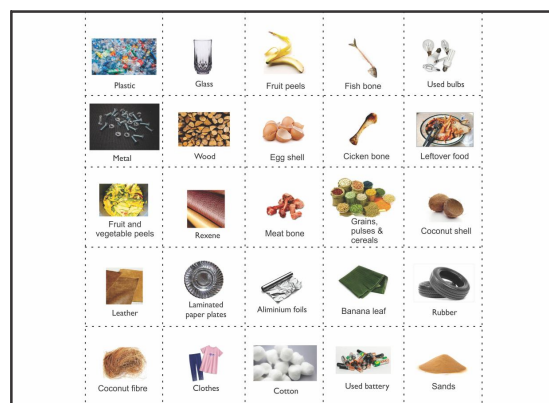 Plastic
Glass
Fruit peels
Fish bone
Used bulbs
Metal
Wood
Egg shell
Cicken bone
Leftover food
Fruit and
vegetable peels
Rexene
Meat bone
Grains,
pulses &
cereals
Coconut shell
Leather
Laminated
paper plates
Aliminium foils
Banana leaf
Rubber
Coconut fibre
Clothes
Cotton
Used battery
Sands